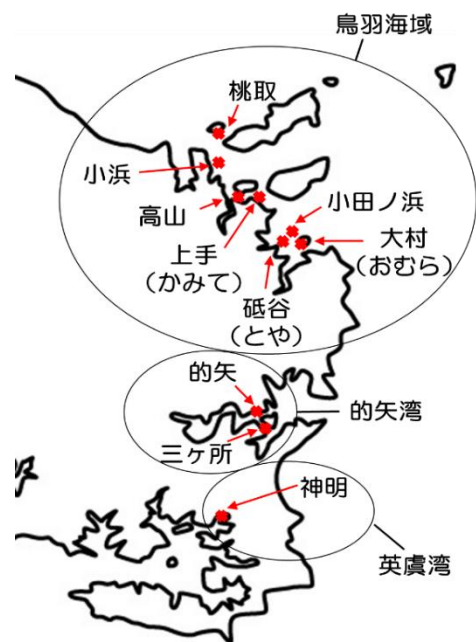 鳥羽海域
桃取
小浜
高山
小田ノ浜
上手
（かみて）
大村
（おむら）
砥谷
（とや）
的矢
的矢湾
三ヶ所
神明
英虞湾